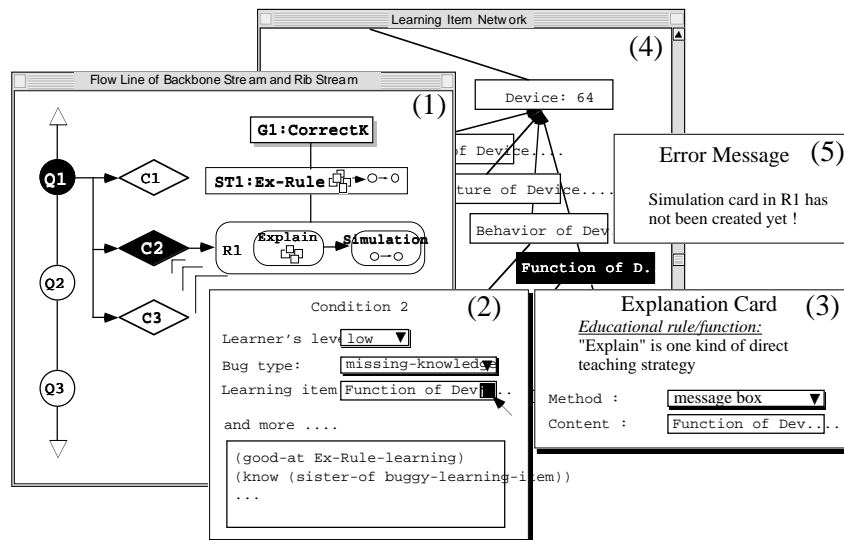 Learning Item Network
(4)
Device: 64
of Device....
ture of Device....
Behavior of Dev
Function of D.
Flow Line of Backbone Stream and Rib Stream
(1)
G1:CorrectK
ST1:Ex-Rule
Q1
C1
C2
R1
Explain
Simulation
Q2
C3
Q3
(5)
Error Message
Simulation card in R1 has
not been created yet !
(2)
Condition 2
Learner's leve low
Bug type: missing-knowledge
Learning item Function of Dev ..
and more ....
(good-at Ex-Rule-learning)
(know (sister-of buggy-learning-item))
...
Explanation Card (3)
Educational rule/function:
"Explain" is one kind of direct
teaching strategy
Method : message box
Content : Function of Dev....